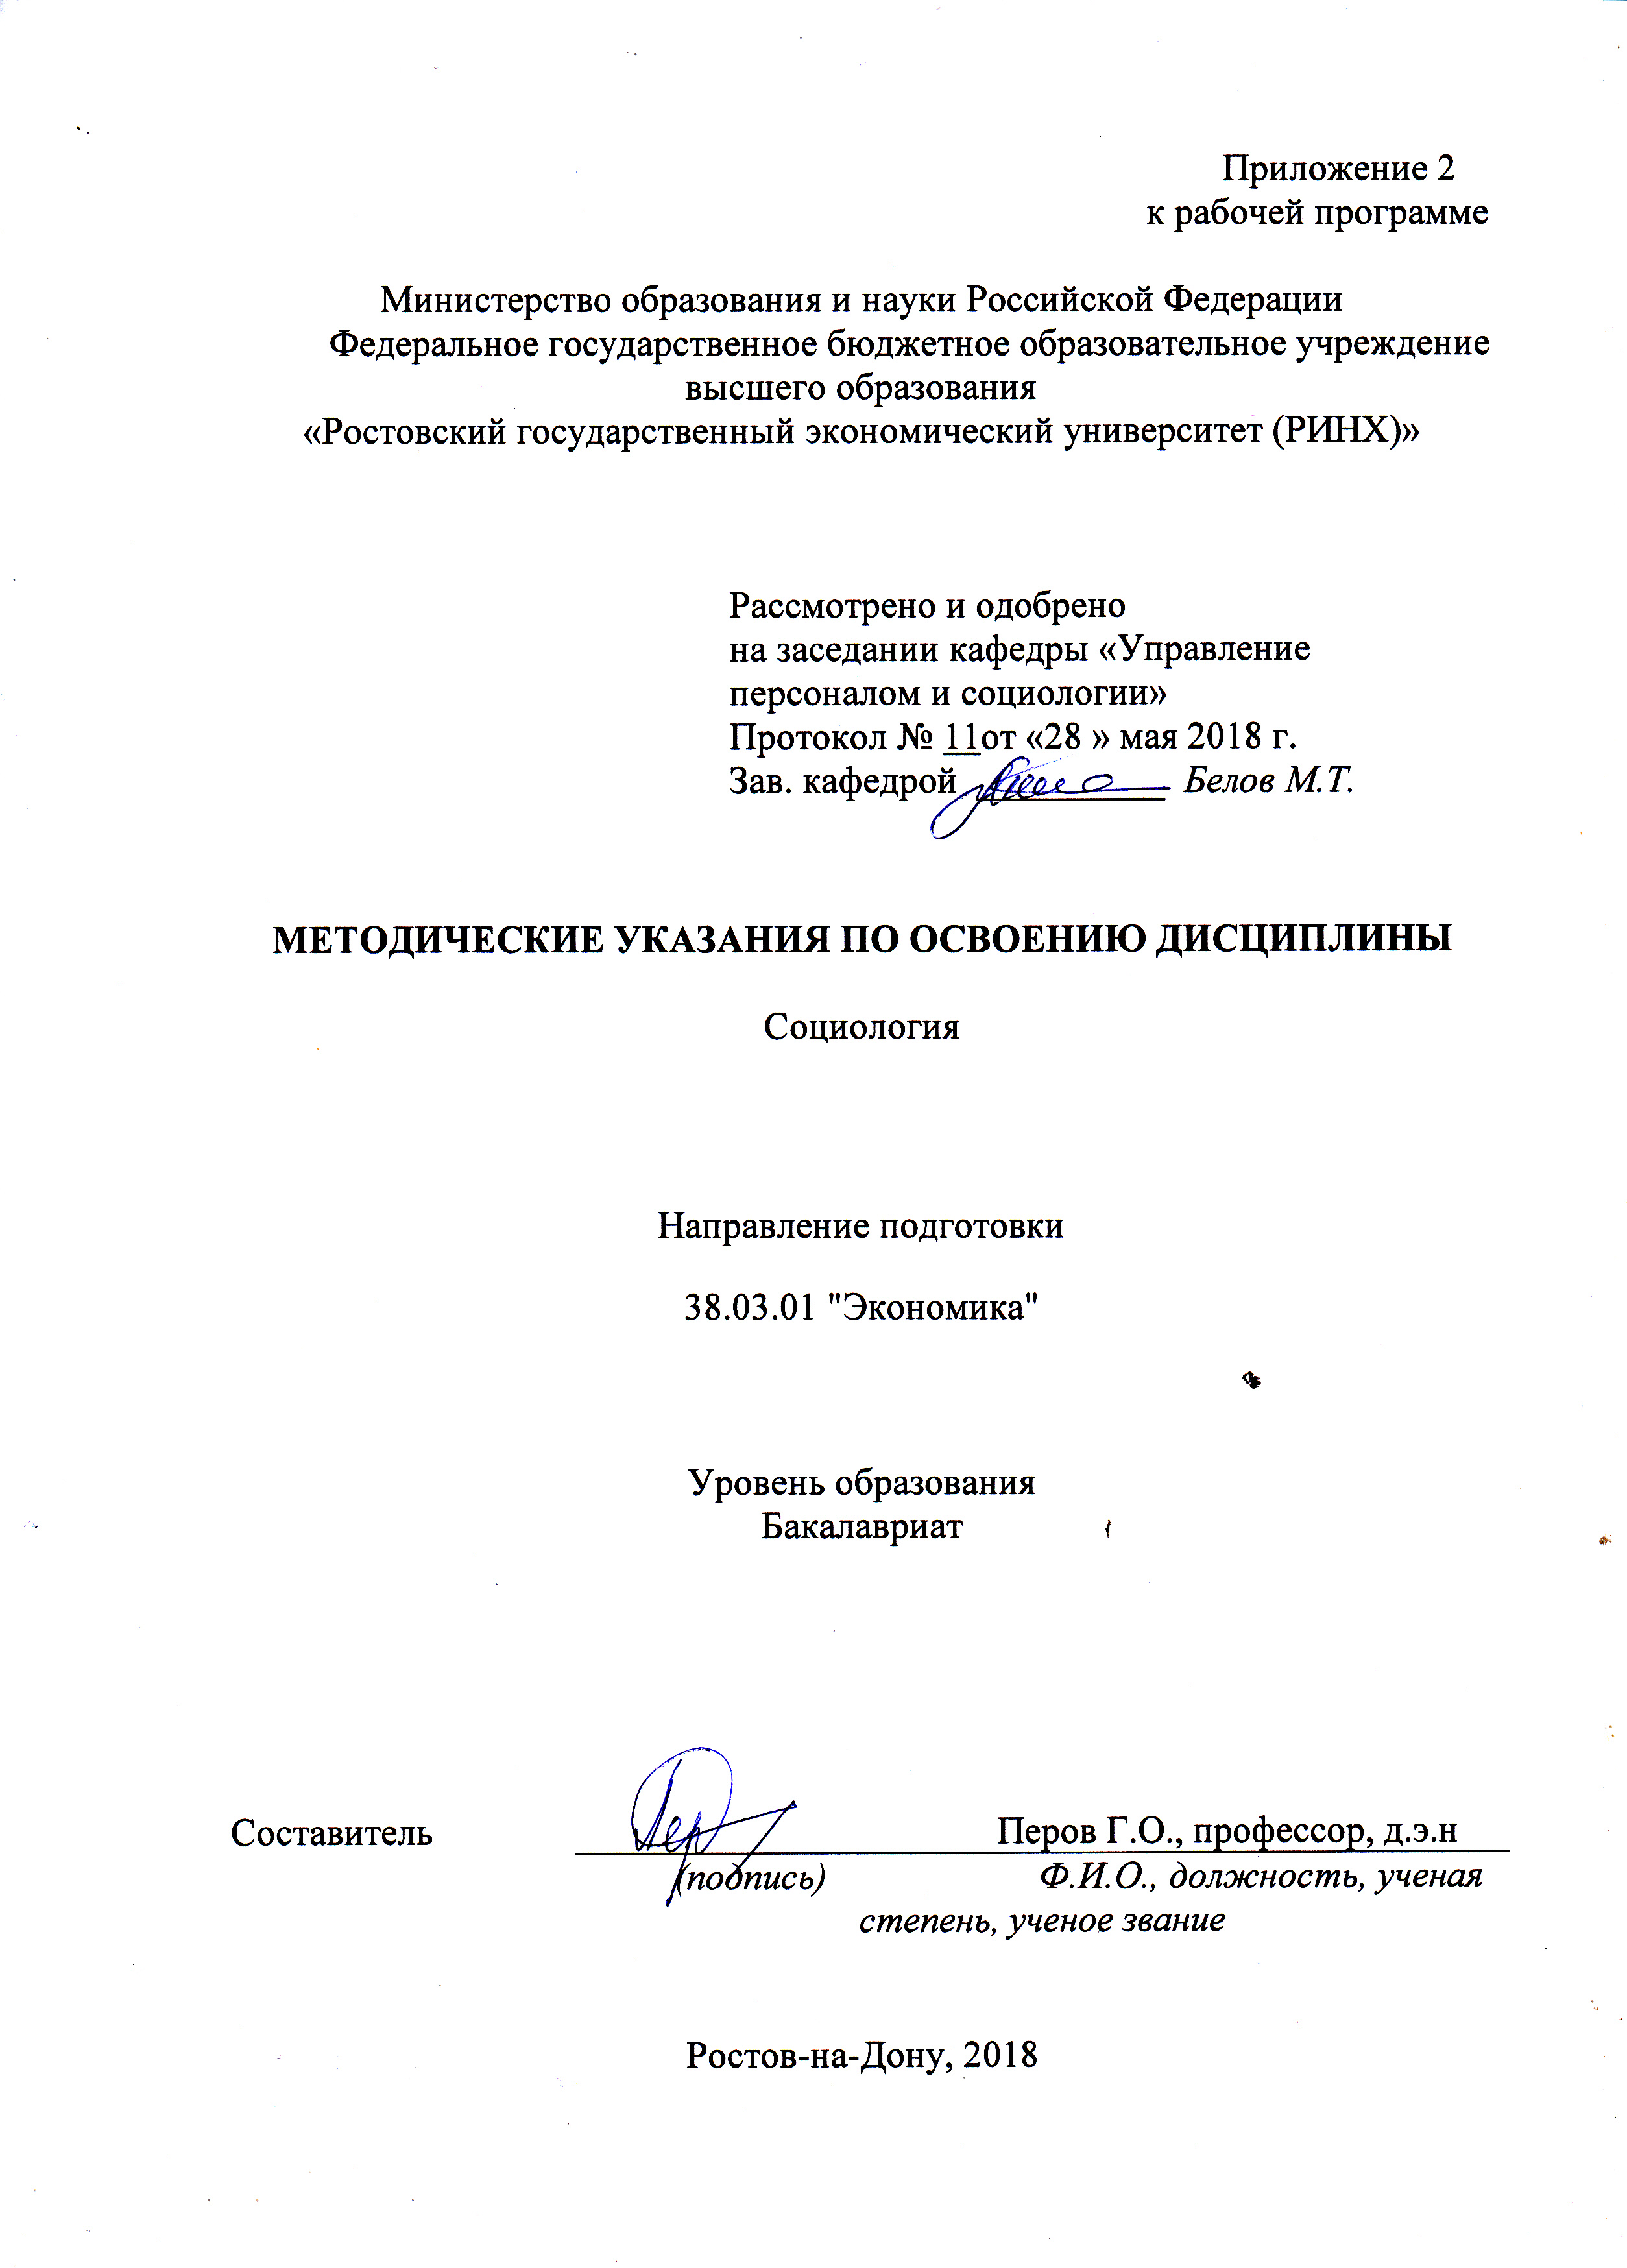 Приложение 2
к рабочей программе
Министерство образования и науки Российской Федерации
Федеральное государственное бюджетное образовательное учреждение
высшего образования
«Ростовский государственный экономический университет (РИНХ)»
Рассмотрено и одобрено
на заседании кафедры «Управление
персоналом и социологии»
Протокол № 11от «28 » мая 2018 г.
Зав. кафедрой Белов М.Т.
МЕТОДИЧЕСКИЕ УКАЗАНИЯ ПО ОСВОЕНИЮ ДИСЦИПЛИНЫ
Социология
Направление подготовки
38.03.01 "Экономика"
Уровень образования
Бакалавриат
Составитель Перов Г.О., профессор, д.э.н
(подпись) Ф.И.О., должность, ученая
степень, ученое звание
Ростов-на-Дону, 2018